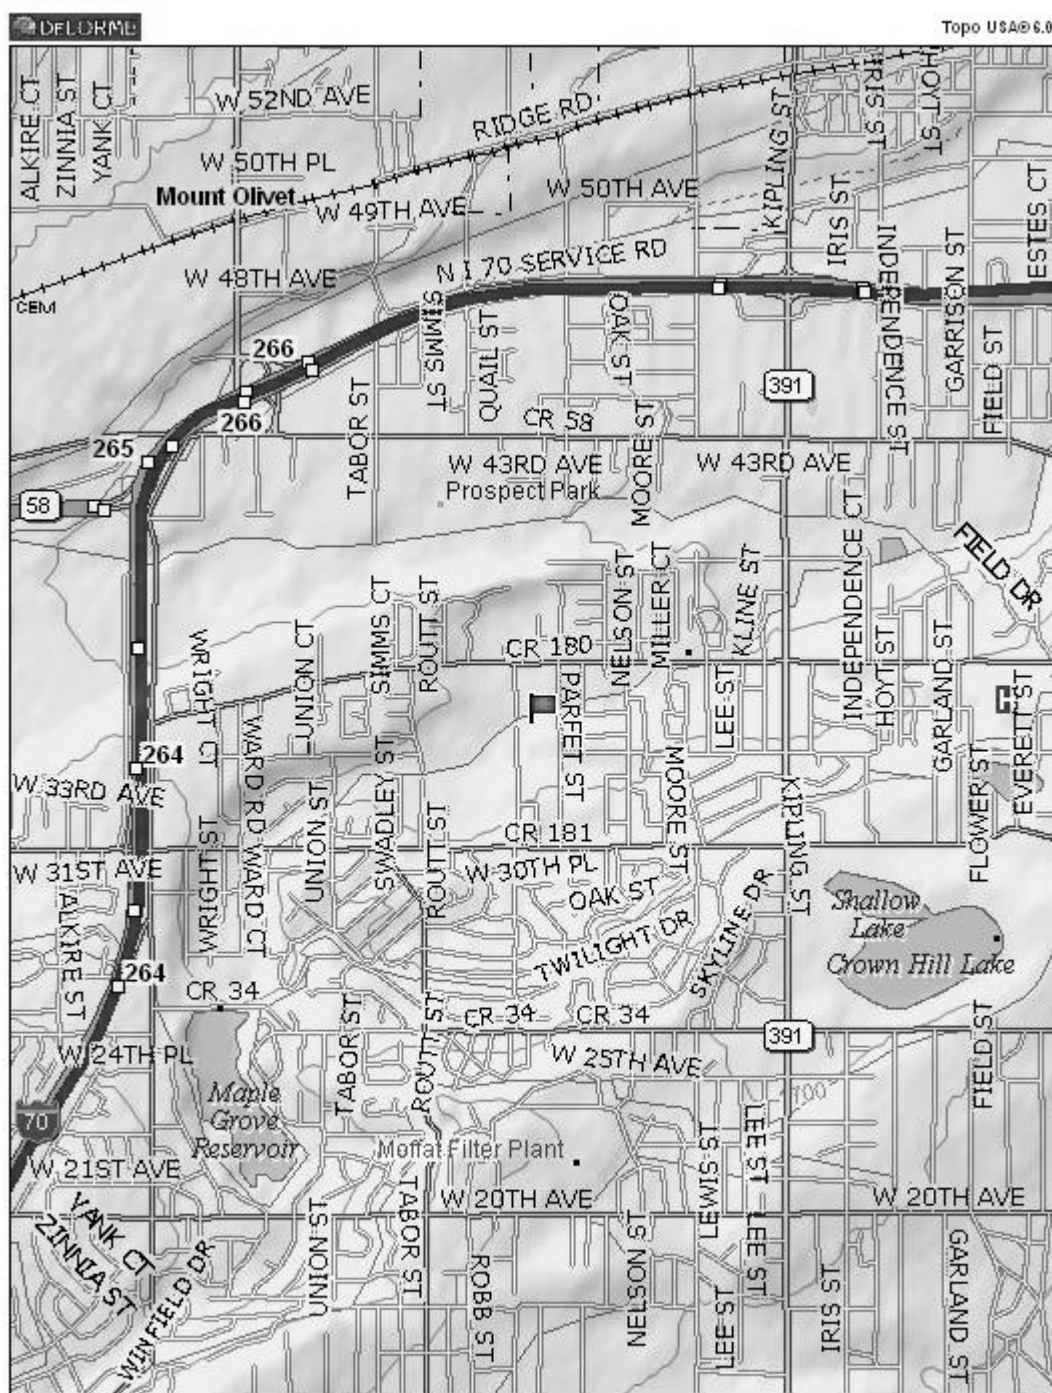 DELORME
Topo USA® 6.0
ALKIRE CT
ZINNIA ST
YANK CT
W 52ND AVE
RIDGE RD
KIPLING ST
IRIS ST
HOYT ST
W 50TH PL
Mount Olivet
W 49TH AVE
W 50TH AVE
IRIS ST
ESTES CT
W 48TH AVE
N I 70 SERVICE RD
INDEPENDENCE ST
GARRISON ST
CEM
SIMMS ST
QUAIL ST
OAK ST
FIELD ST
266
391
266
TABOR ST
CR 58
MOORE ST
265
W 43RD AVE
W 43RD AVE
Prospect Park
58
INDEPENDENCE CT
FIELD DR
NELSON ST
MILLER CT
KLINE ST
SIMMS CT
ROUTT ST
WRIGHT CT
UNION CT
CR 180
HOYT ST
GARLAND ST
LEE ST
PARFET ST
H
EVERETT ST
WARD RD
264
SWADLEY ST
MOORE ST
FLOWER ST
W 33RD AVE
UNION ST
ROUTT ST
KIPLING ST
CR 181
WRIGHT ST
WARD CT
W 31ST AVE
W 30TH PL
OAK ST
SKYLINE DR
Shallow
Lake
ALKIRE ST
TWILIGHT DR
Crown Hill Lake
264
CR 34
TABOR ST
ROUTT ST
CR 34
CR 34
FIELD ST
391
W 24TH PL
W 25TH AVE
Maple
Grove
Reservoir
700
70
LEWIS ST
LEE ST
Moffat Filter Plant
W 21ST AVE
TABOR ST
W 20TH AVE
W 20TH AVE
YANK CT
ZINNIA ST
UNION ST
NELSON ST
LEE ST
GARLAND ST
WINFIELD DR
ROBB ST
LEE ST
IRIS ST